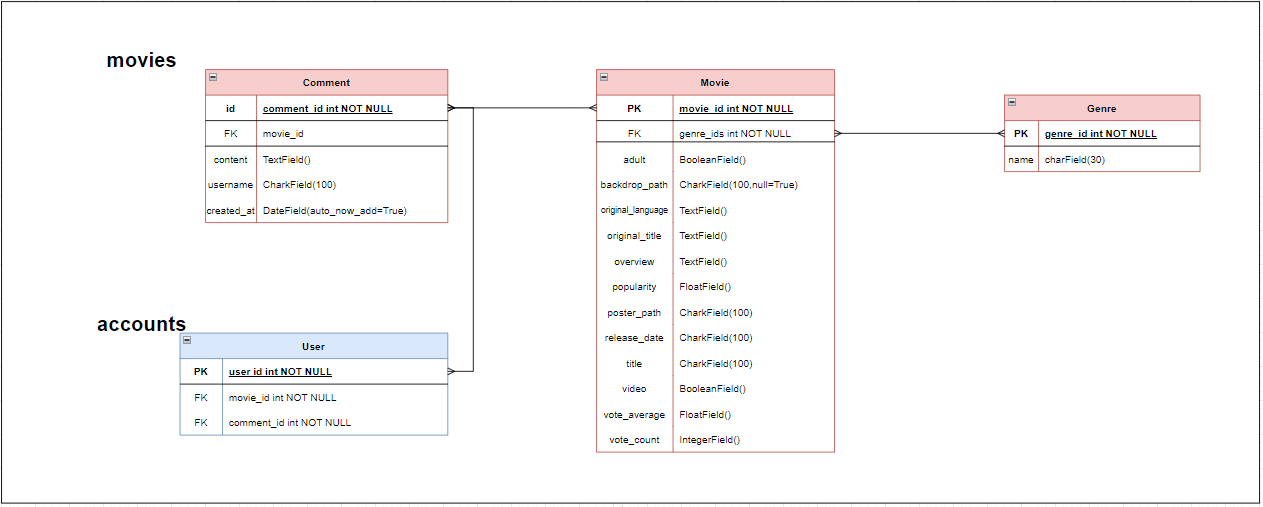 movies
Comment
id comment_id int NOT NULL
FK movie_id
content TextField()
username CharkField(100)
created_at DateField(auto_now_add=True)
Movie
PK movie_id int NOT NULL
FK genre_ids int NOT NULL
adult BooleanField()
backdrop_path CharkField(100,null=True)
original_language TextField()
original_title TextField()
overview TextField()
popularity FloatField()
poster_path CharkField(100)
release_date CharkField(100)
title CharkField(100)
video BooleanField()
vote_average FloatField()
vote_count IntegerField()
Genre
PK genre_id int NOT NULL
name charField(30)
accounts
User
PK user id int NOT NULL
FK movie_id int NOT NULL
FK comment_id int NOT NULL